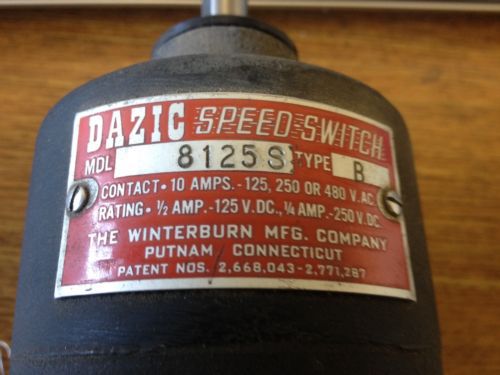 DAZIC SPEED SWITCH
MDL 8125S TYPE B
CONTACT • 10 AMPS. - 125, 250 OR 480 V. AC.
RATING • ½ AMP. - 125 V. DC., ¼ AMP. - 250 V. DC.
THE WINTERBURN MFG. COMPANY
PUTNAM CONNECTICUT
PATENT NOS. 2,668,043 - 2,771,287